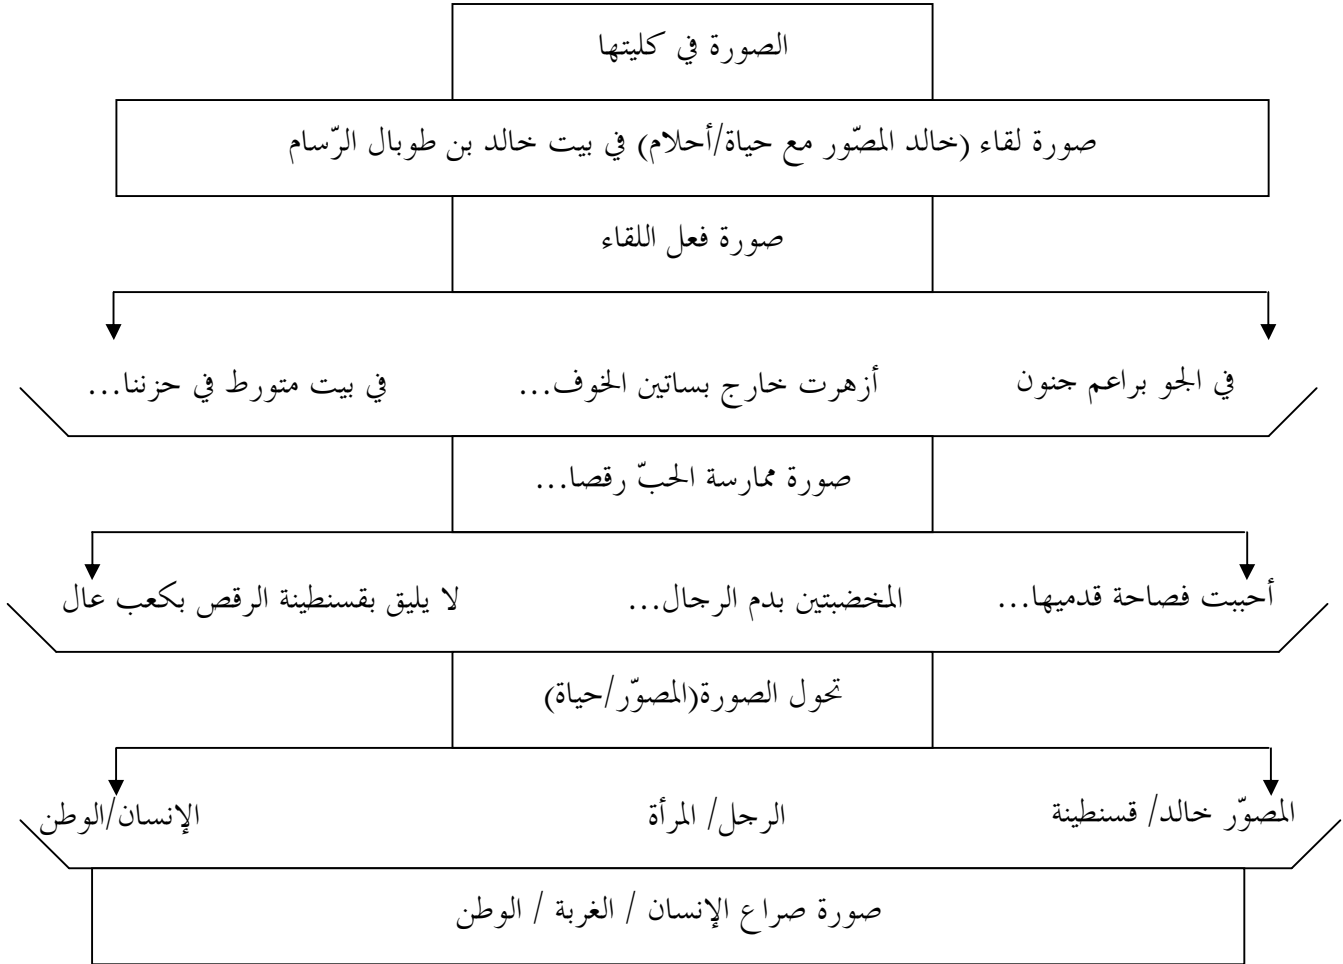 الصورة في كليتها
صورة لقاء (خالد المصّور مع حياة/أحلام) في بيت خالد بن طوبال الرّسام
صورة فعل اللقاء
في الجو براعم جنون أزهرت خارج بساتين الخوف... في بيت متورط في حزننا...
صورة ممارسة الحبّ رقصا...
أحببت فصاحة قدميها... المخضبتين بدم الرجال... لا يليق بقسنطينة الرقص بكعب عال
تحول الصورة(المصوّر/حياة)
المصوّر خالد/ قسنطينة الرجل/ المرأة الإنسان/الوطن
صورة صراع الإنسان / الغربة / الوطن